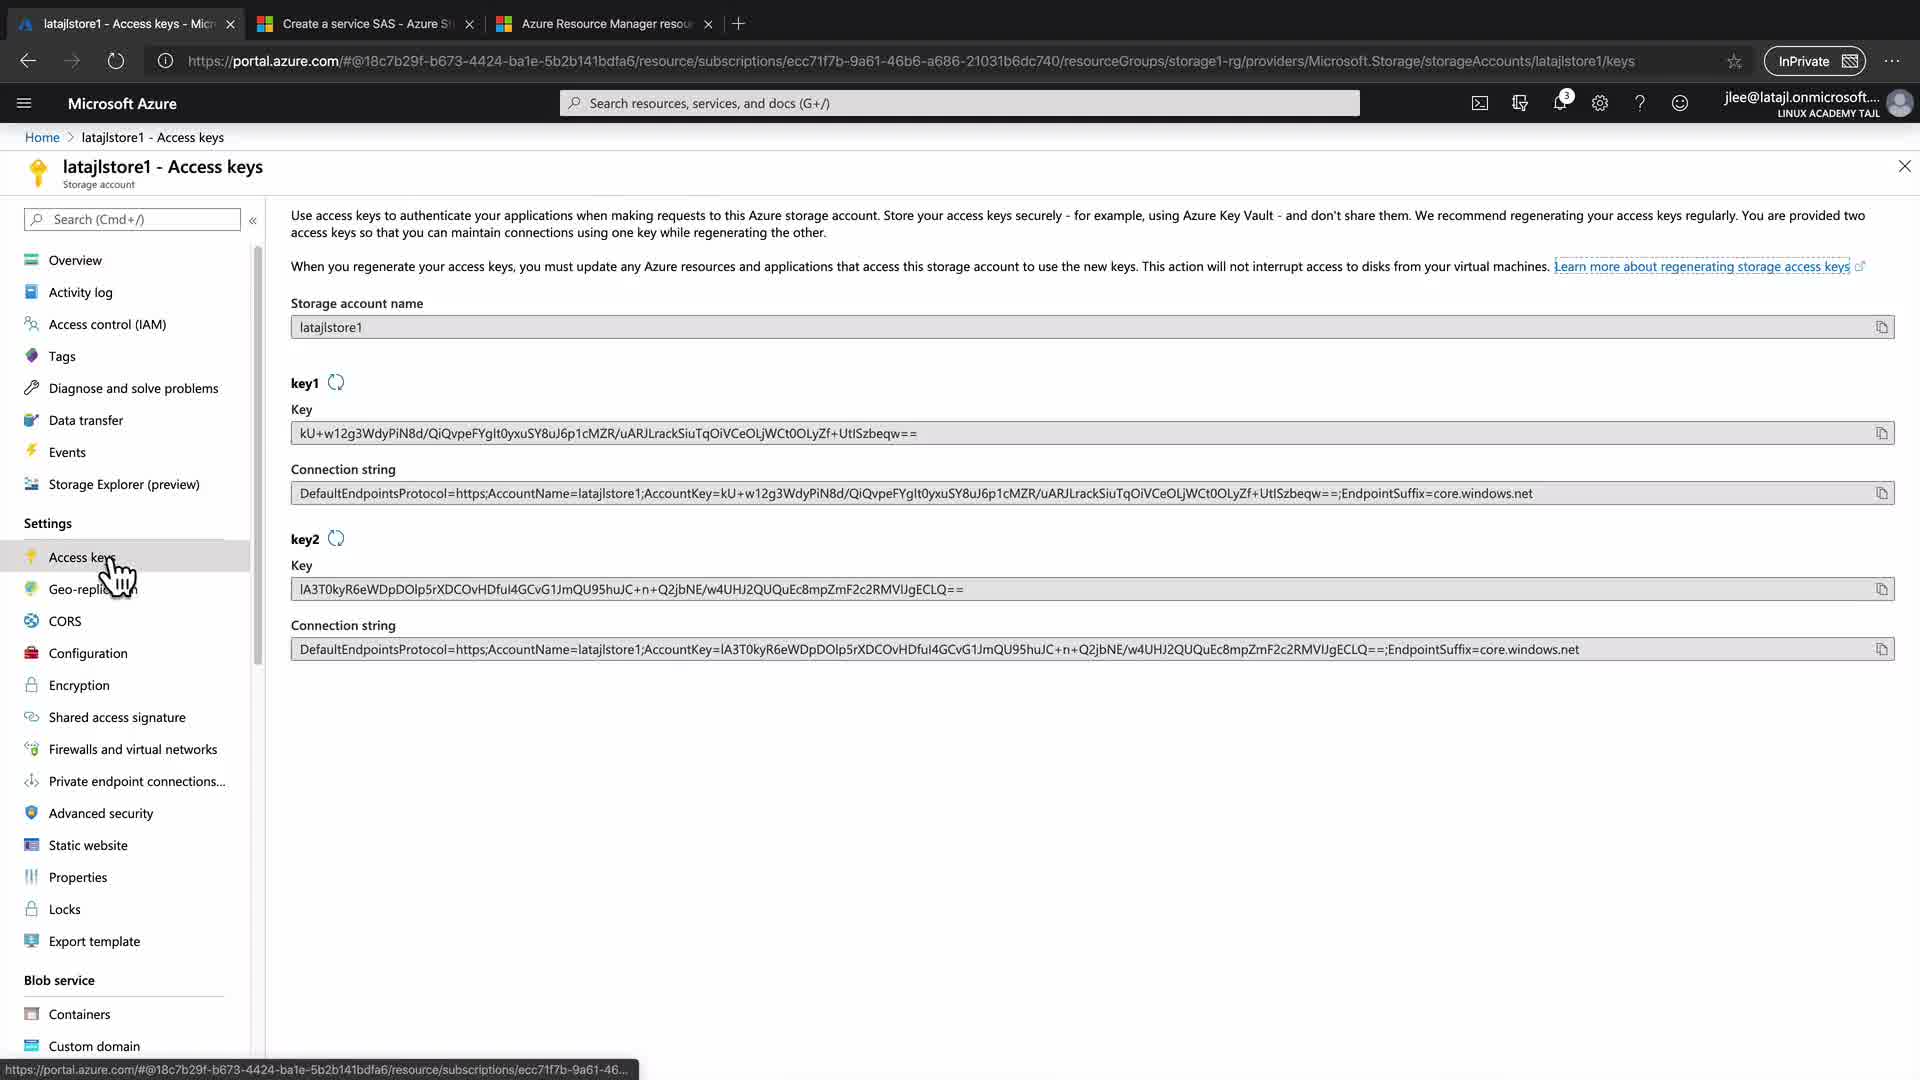 latajlstore1 - Access keys - Micr
Create a service SAS - Azure St
Azure Resource Manager resou
https://portal.azure.com/#@18c7b29f-b673-4424-ba1e-5b2b141bdfa6/resource/subscriptions/ecc71f7b-9a61-46b6-a686-21031b6dc740/resourceGroups/storage1-rg/providers/Microsoft.Storage/storageAccounts/latajlstore1/keys
InPrivate
Microsoft Azure
Search resources, services, and docs (G+/)
3
jlee@latajl.onmicrosoft....
LINUX ACADEMY TAJL
Home > latajlstore1 - Access keys
latajlstore1 - Access keys
Storage account
Search (Cmd+/)
«
Overview
Activity log
Access control (IAM)
Tags
Diagnose and solve problems
Data transfer
Events
Storage Explorer (preview)
Settings
Access keys
Geo-repli
CORS
Configuration
Encryption
Shared access signature
Firewalls and virtual networks
Private endpoint connections...
Advanced security
Static website
Properties
Locks
Export template
Blob service
Containers
Custom domain
Use access keys to authenticate your applications when making requests to this Azure storage account. Store your access keys securely - for example, using Azure Key Vault - and don't share them. We recommend regenerating your access keys regularly. You are provided two
access keys so that you can maintain connections using one key while regenerating the other.
When you regenerate your access keys, you must update any Azure resources and applications that access this storage account to use the new keys. This action will not interrupt access to disks from your virtual machines. Learn more about regenerating storage access keys
Storage account name
latajlstore1
key1
Key
kU+w12g3WdyPiN8d/QiQvpeFYgIt0yxuSY8uJ6p1cMZR/uARJLrackSiuTqOiVCeOLjWCt0OLyZf+UtISzbeqw==
Connection string
DefaultEndpointsProtocol=https;AccountName=latajlstore1;AccountKey=kU+w12g3WdyPiN8d/QiQvpeFYgIt0yxuSY8uJ6p1cMZR/uARJLrackSiuTqOiVCeOLjWCt0OLyZf+UtISzbeqw==;EndpointSuffix=core.windows.net
key2
Key
lA3T0kyR6eWDpDOlp5rXDCOvHDfuI4GCvG1JmQU95huJC+n+Q2jbNE/w4UHJ2QUQuEc8mpZmF2c2RMVIJgECLQ==
Connection string
DefaultEndpointsProtocol=https;AccountName=latajlstore1;AccountKey=lA3T0kyR6eWDpDOlp5rXDCOvHDfuI4GCvG1JmQU95huJC+n+Q2jbNE/w4UHJ2QUQuEc8mpZmF2c2RMVIJgECLQ==;EndpointSuffix=core.windows.net
https://portal.azure.com/#@18c7b29f-b673-4424-ba1e-5b2b141bdfa6/resource/subscriptions/ecc71f7b-9a61-46...